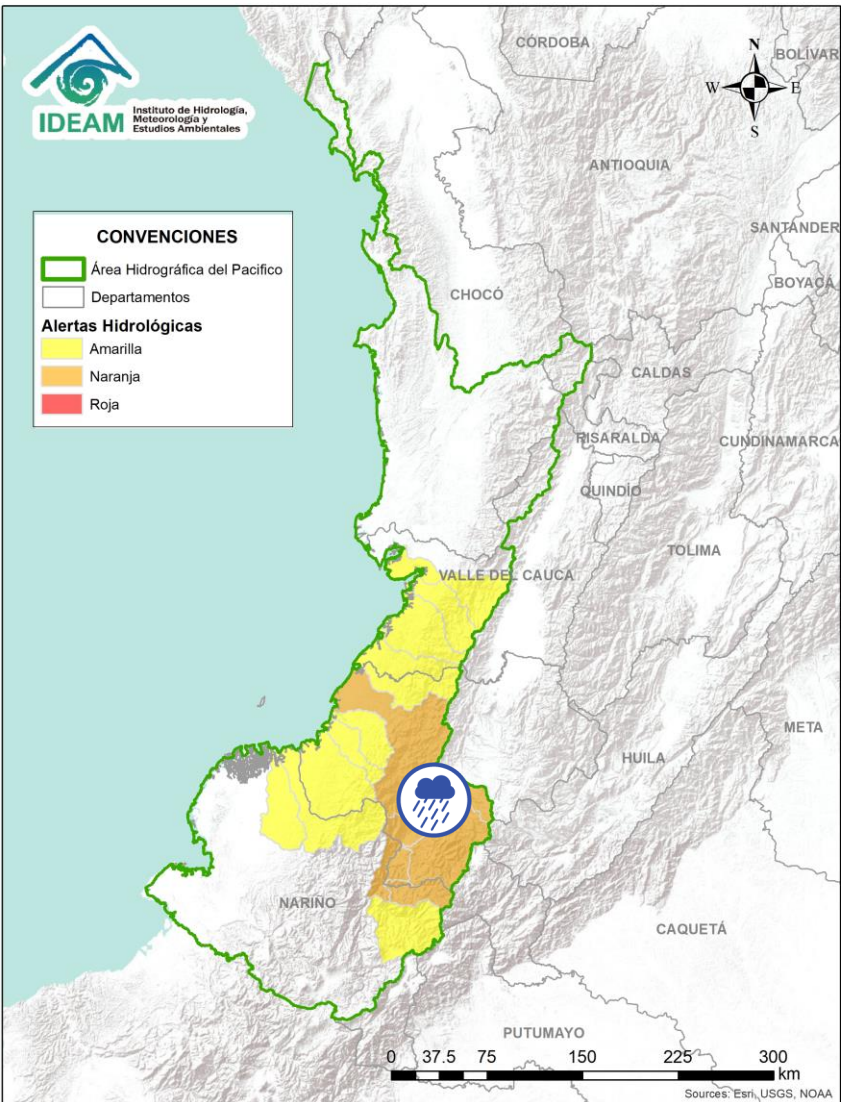 IDEAM
Instituto de Hidrología,
Meteorología y
Estudios Ambientales
CÓRDOBA
BOLÍVAR
N
W
E
S
ANTIOQUIA
SANTANDER
BOYACÁ
CONVENCIONES
Área Hidrográfica del Pacifico
Departamentos
Alertas Hidrológicas
Amarilla
Naranja
Roja
CHOCÓ
CALDAS
RISARALDA
CUNDINAMARCA
QUINDÍO
TOLIMA
VALLE DEL CAUCA
META
HUILA
NARIÑO
CAQUETÁ
PUTUMAYO
0 37.5 75 150 225 300
km
Sources: Esri, USGS, NOAA